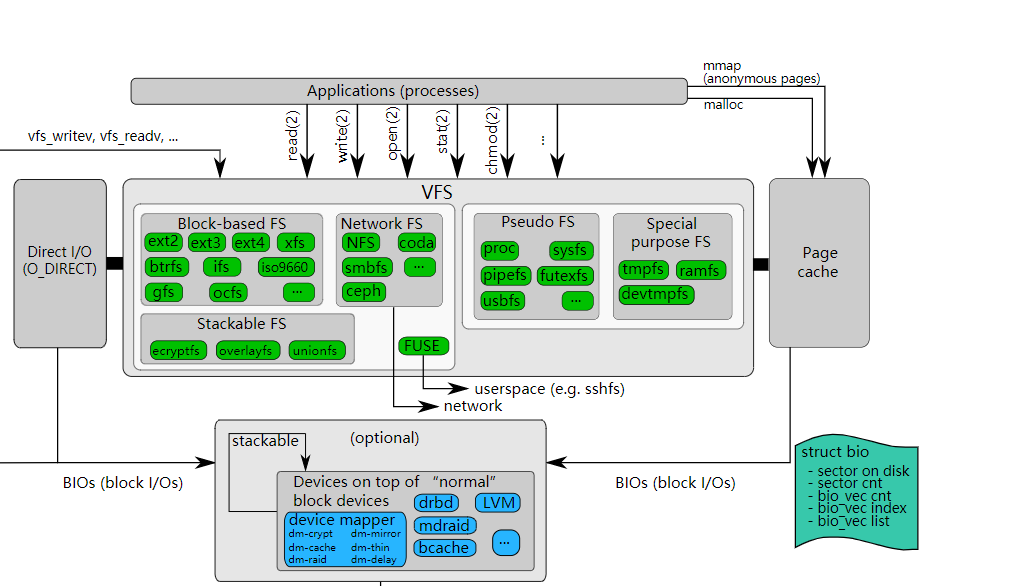 mmap
(anonymous pages)
malloc
Applications (processes)
vfs_writev, vfs_readv, ...
read(2)
write(2)
open(2)
stat(2)
chmod(2)
...
VFS
Direct I/O
(O_DIRECT)
Block-based FS
ext2 ext3 ext4 xfs
btrfs ifs iso9660
gfs ocfs ...
Network FS
NFS coda
smbfs ...
ceph
Stackable FS
ecryptfs overlayfs unionfs
FUSE
Pseudo FS
proc sysfs
pipefs futexfs
usbfs ...
Special
purpose FS
tmpfs ramfs
devtmpfs
Page
cache
userspace (e.g. sshfs)
network
stackable
(optional)
BIOs (block I/Os)
BIOs (block I/Os)
Devices on top of “normal”
block devices
drbd LVM
device mapper
dm-crypt dm-mirror
dm-cache dm-thin
dm-raid dm-delay
mdraid
bcache
...
struct bio
- sector on disk
- sector cnt
- bio_vec cnt
- bio_vec index
- bio_vec list